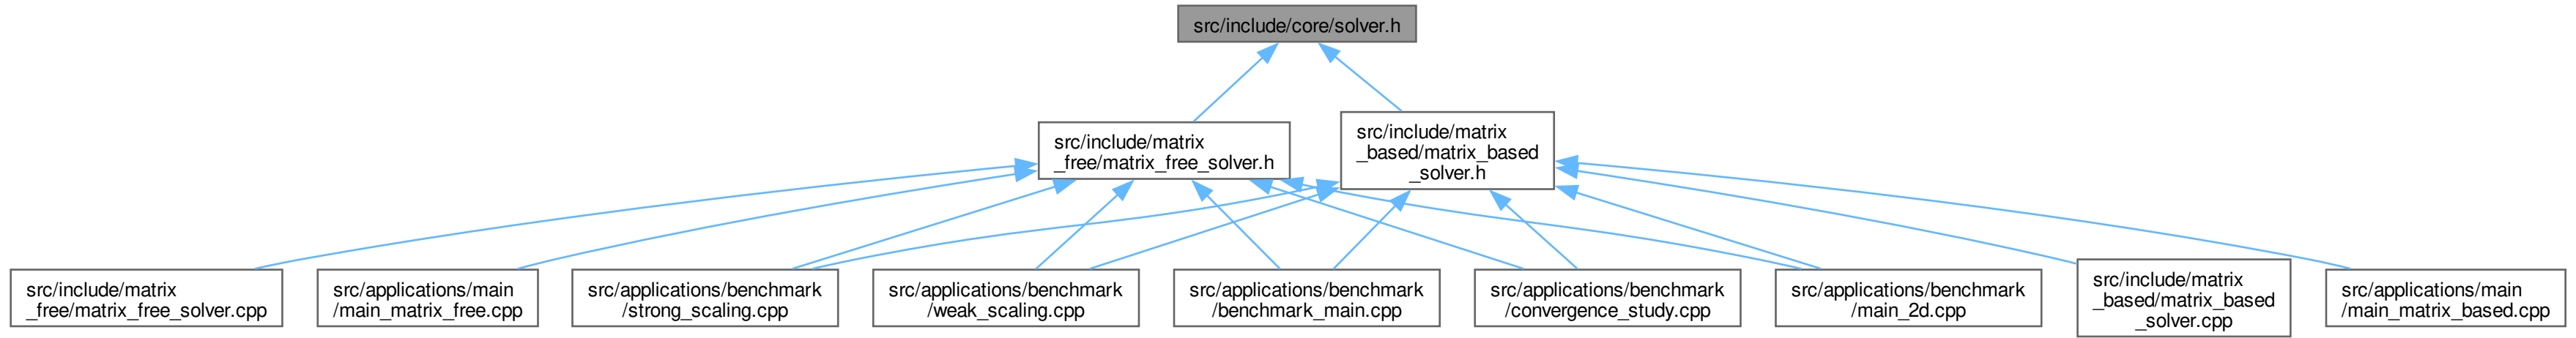 src/include/core/solver.h
src/include/matrix
_free/matrix_free_solver.h
src/include/matrix
_based/matrix_based
_solver.h
src/include/matrix
_free/matrix_free_solver.cpp
src/applications/main
/main_matrix_free.cpp
src/applications/benchmark
/strong_scaling.cpp
src/applications/benchmark
/weak_scaling.cpp
src/applications/benchmark
/benchmark_main.cpp
src/applications/benchmark
/convergence_study.cpp
src/applications/benchmark
/main_2d.cpp
src/include/matrix
_based/matrix_based
_solver.cpp
src/applications/main
/main_matrix_based.cpp